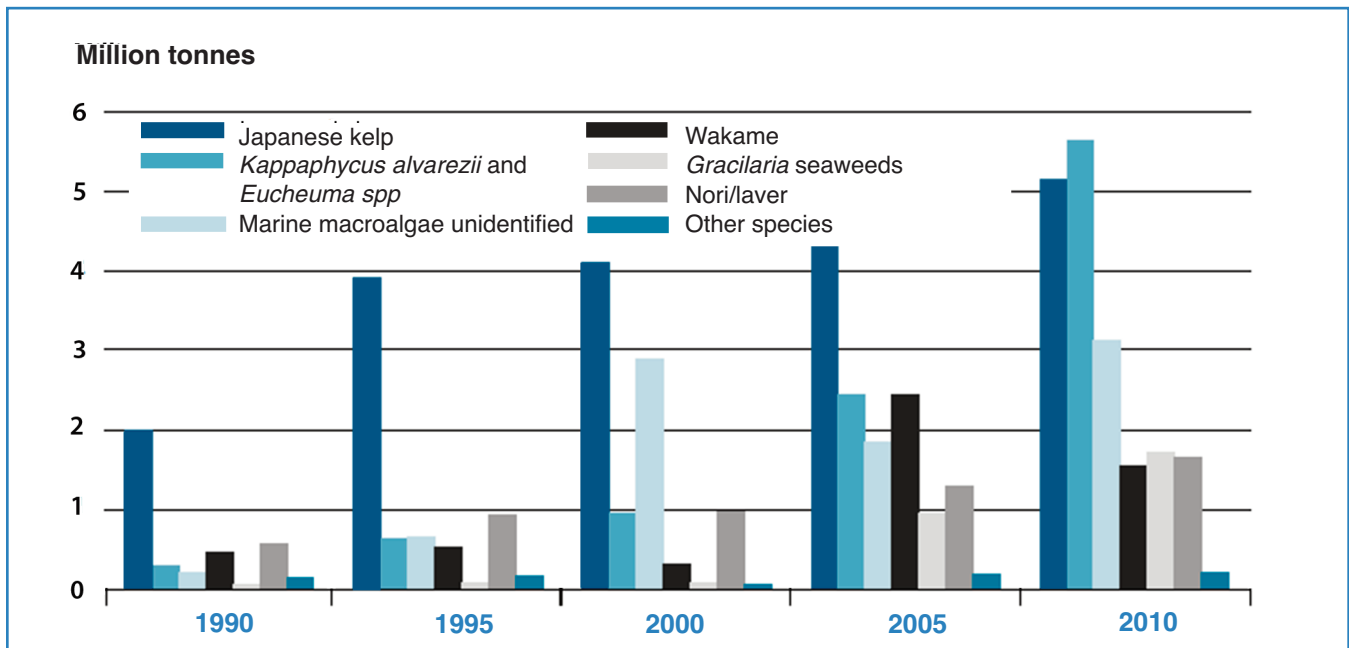 Million tonnes
6
Japanese kelp
Kappaphycus alvarezii and
Eucheuma spp
Marine macroalgae unidentified
Wakame
Gracilaria seaweeds
Nori/laver
Other species
5
4
3
2
1
0
1990 1995 2000 2005 2010